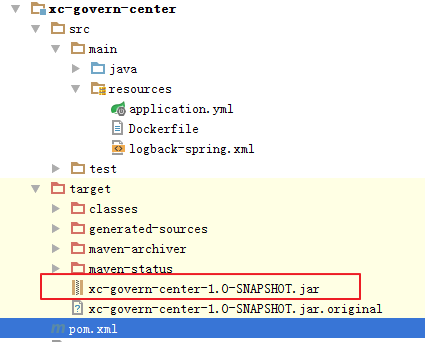 xc-govern-center
src
main
java
resources
application.yml
Dockerfile
logback-spring.xml
test
target
classes
generated-sources
maven-archiver
maven-status
xc-govern-center-1.0-SNAPSHOT.jar
xc-govern-center-1.0-SNAPSHOT.jar.original
pom.xml